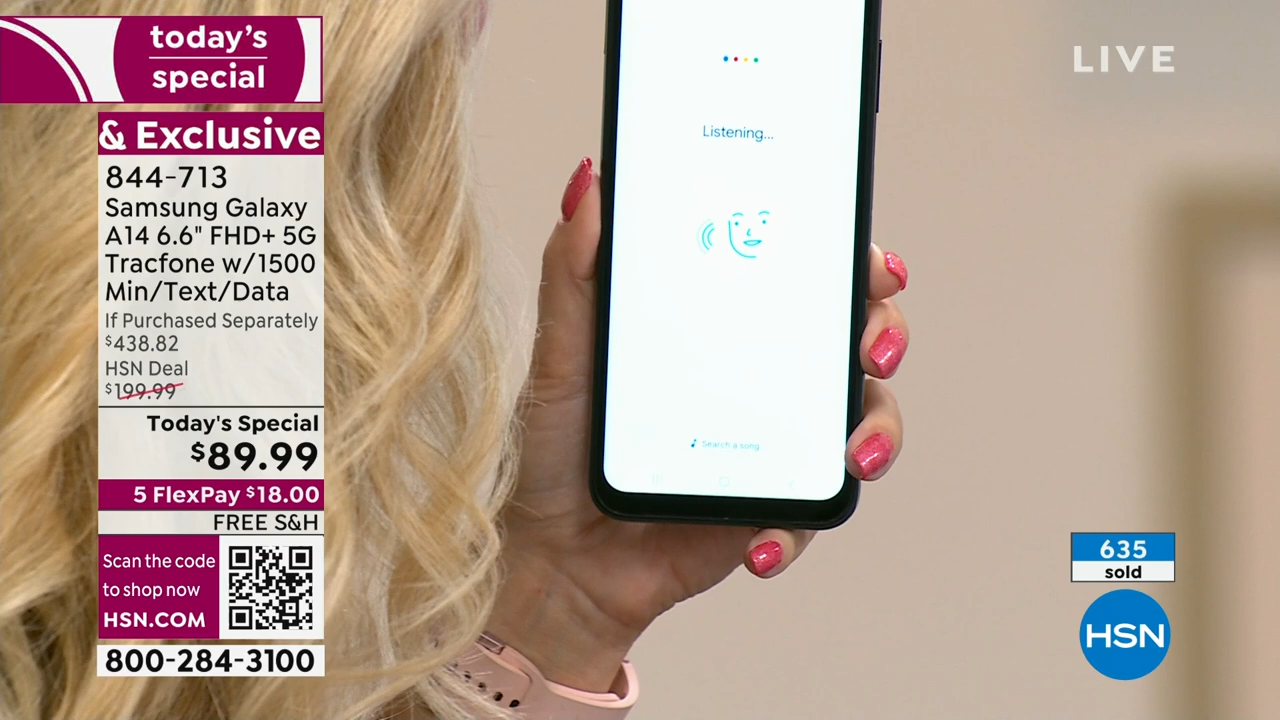 today's
special
& Exclusive
844-713
Samsung Galaxy
A14 6.6" FHD+ 5G
Tracfone w/1500
Min/Text/Data
If Purchased Separately
$438.82
HSN Deal
$199.99
Today's Special
$89.99
5 FlexPay $18.00
FREE S&H
Scan the code
to shop now
HSN.COM
800-284-3100
Listening...
Search a song
LIVE
635
sold
HSN